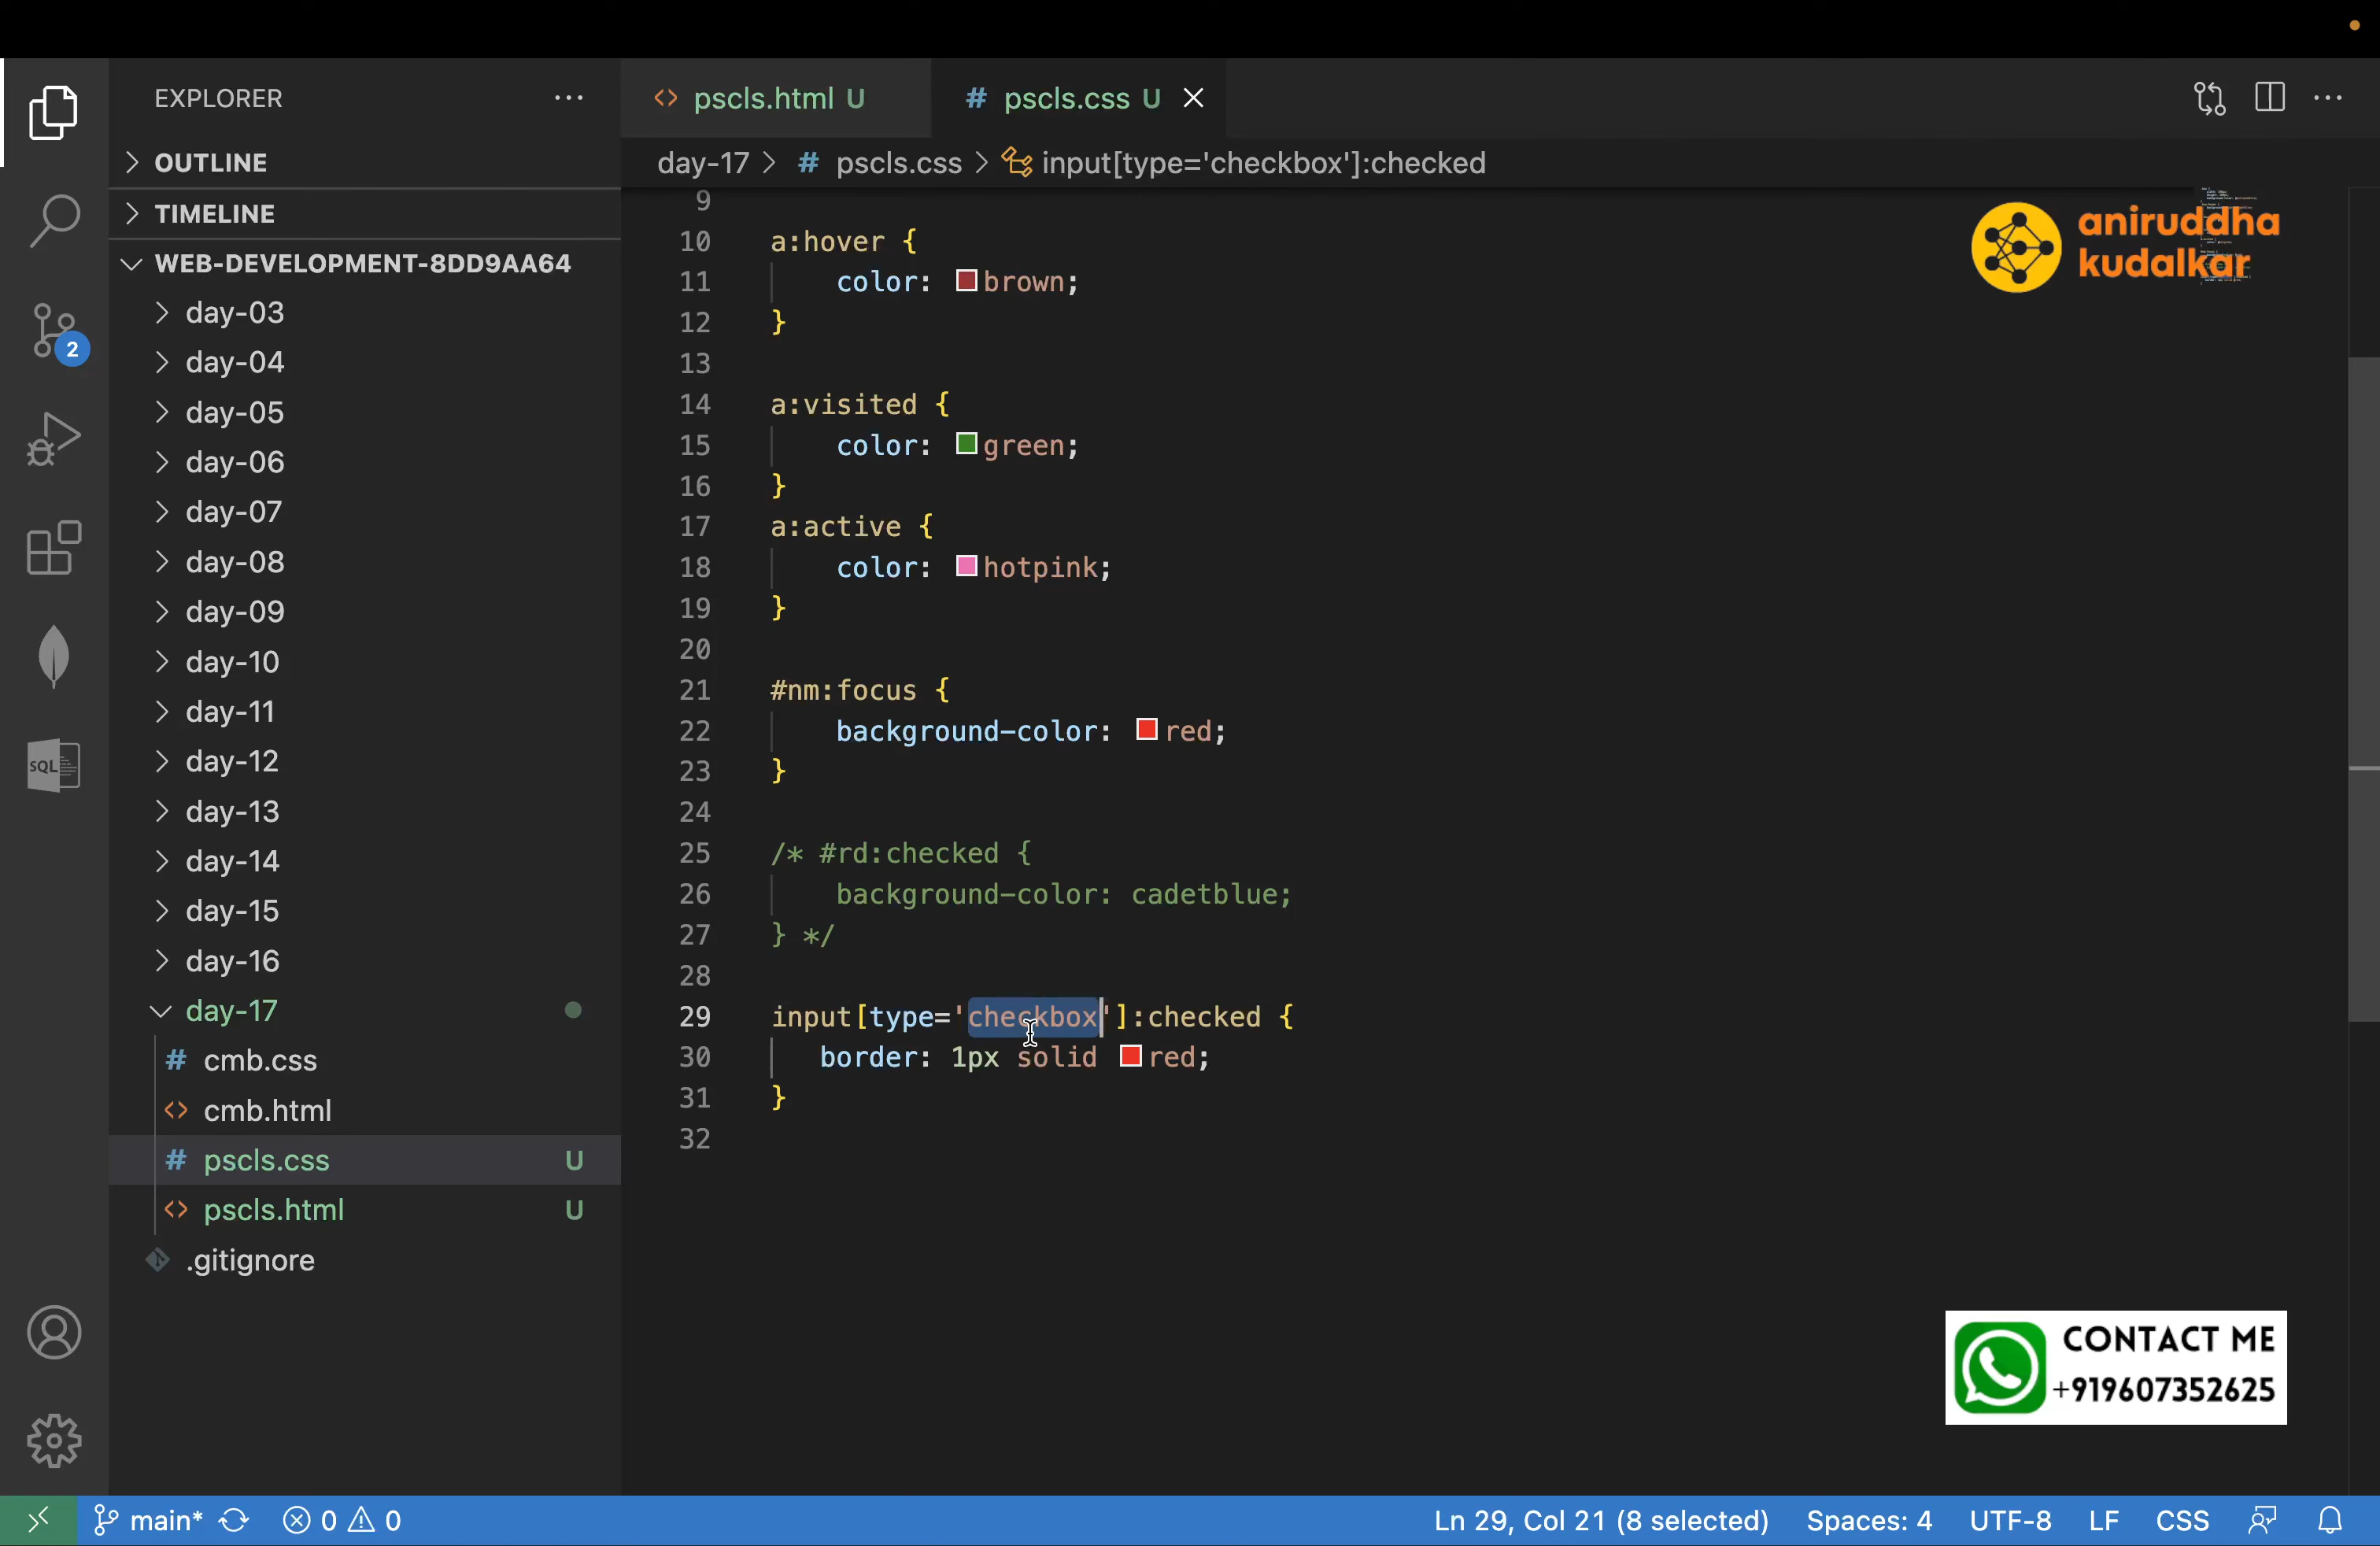 EXPLORER
OUTLINE
TIMELINE
WEB-DEVELOPMENT-8DD9AA64
day-03
day-04
day-05
day-06
day-07
day-08
day-09
day-10
day-11
day-12
day-13
day-14
day-15
day-16
day-17
# cmb.css
<> cmb.html
# pscls.css U
<> pscls.html U
.gitignore
2
SQL
<> pscls.html U
# pscls.css U
day-17 > # pscls.css > input[type='checkbox']:checked
9
10 a:hover {
11 color: brown;
12 }
13
14 a:visited {
15 color: green;
16 }
17 a:active {
18 color: hotpink;
19 }
20
21 #nm:focus {
22 background-color: red;
23 }
24
25 /* #rd:checked {
26 background-color: cadetblue;
27 } */
28
29 input[type='checkbox']:checked {
30 border: 1px solid red;
31 }
32
aniruddha
kudalkar
CONTACT ME
+919607352625
main* 0 0 Ln 29, Col 21 (8 selected) Spaces: 4 UTF-8 LF CSS